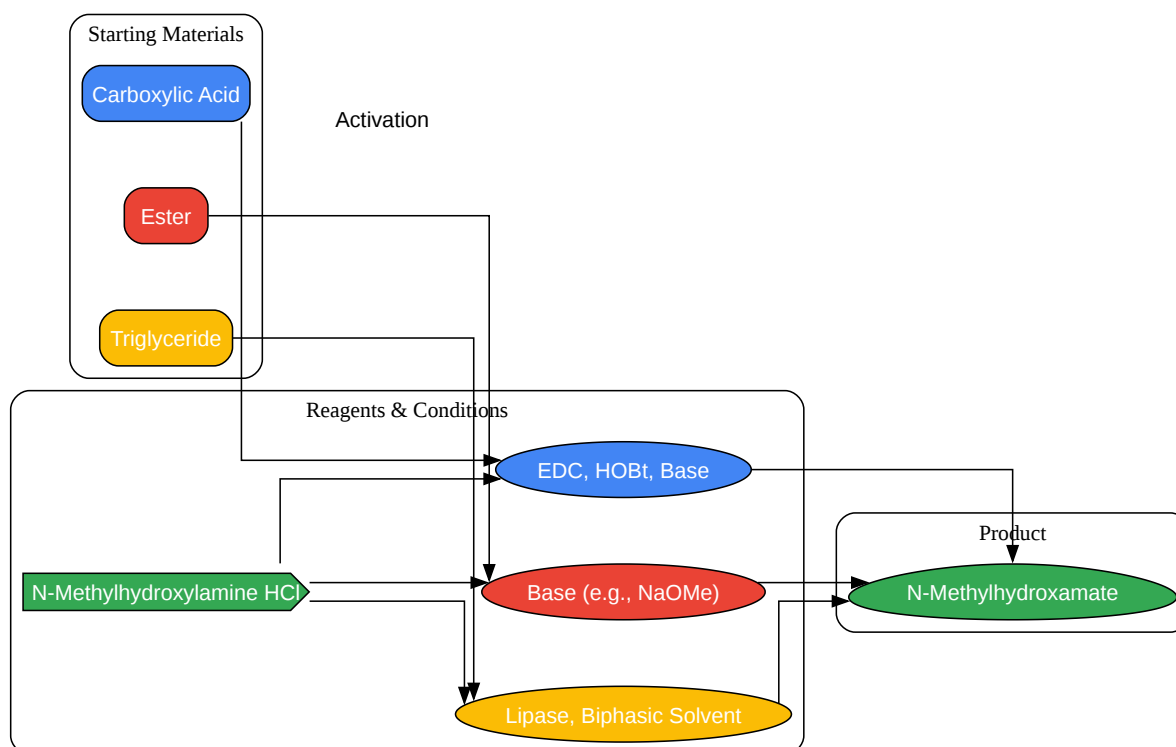 Starting Materials
Carboxylic Acid
Activation
Ester
Triglyceride
Reagents & Conditions
EDC, HOBt, Base
Product
N-Methylhydroxylamine HCl
Base (e.g., NaOMe)
N-Methylhydroxamate
Lipase, Biphasic Solvent